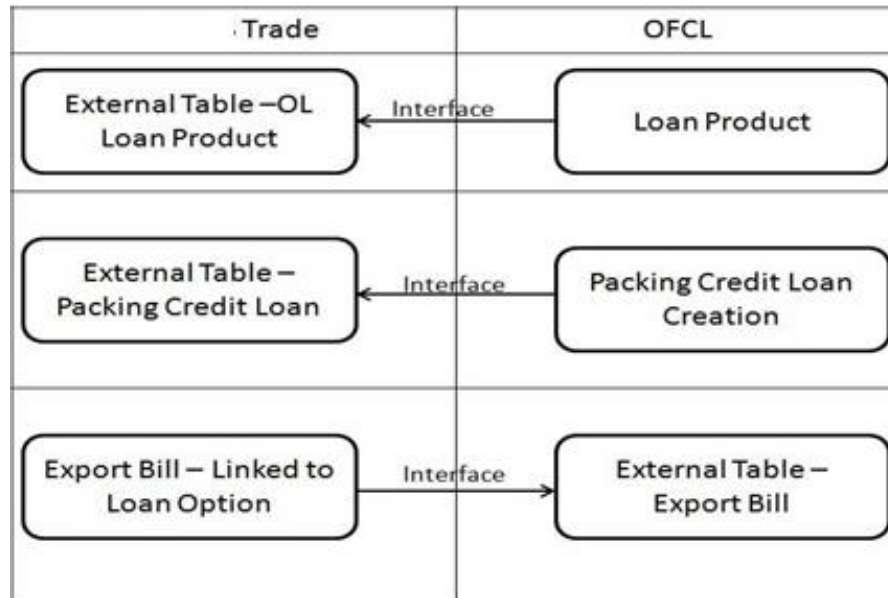 Trade
OFCL
External Table –OL
Loan Product
Interface
Loan Product
External Table –
Packing Credit Loan
Interface
Packing Credit Loan
Creation
Export Bill – Linked to
Loan Option
Interface
External Table –
Export Bill